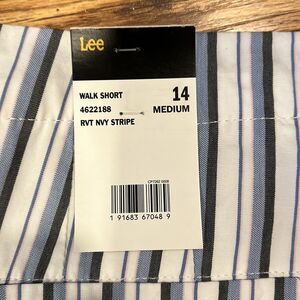 Lee
WALK SHORT
14
4622188
MEDIUM
RVT NVY STRIPE
1 91683 67048 9